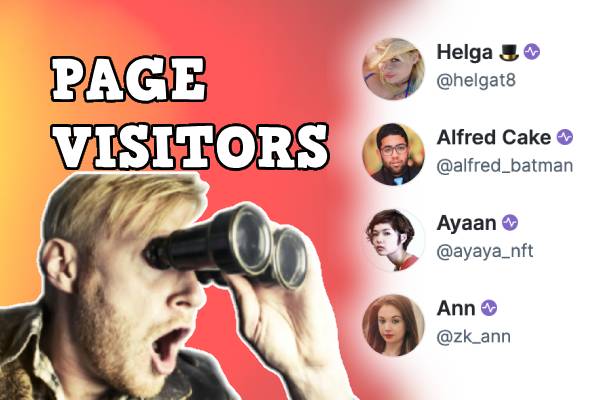 PAGE
VISITORS
Helga 🎩
@helgat8
Alfred Cake
@alfred_batman
Ayaan
@ayaya_nft
Ann
@zk_ann